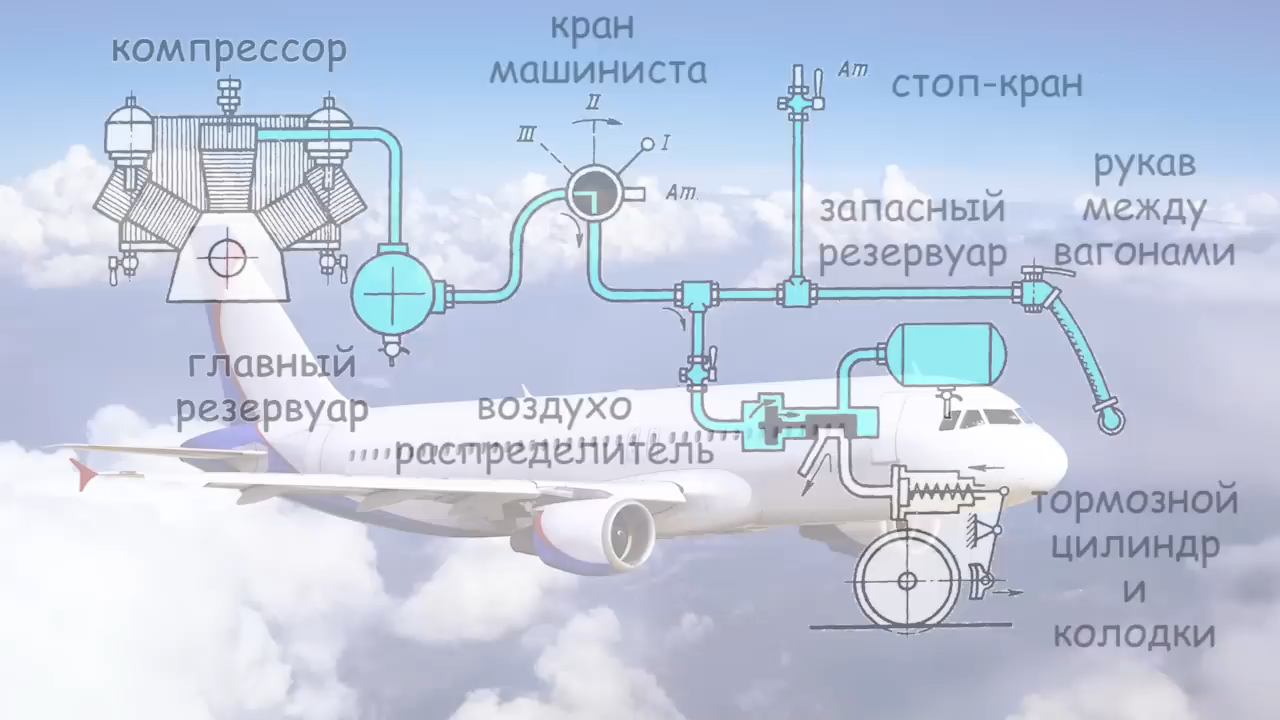 компрессор
кран
машиниста
II
III
I
Ат.
Ат
стоп-кран
рукав
между
вагонами
запасный
резервуар
главный
резервуар
воздухо
распределитель
тормозной
цилиндр
и
колодки